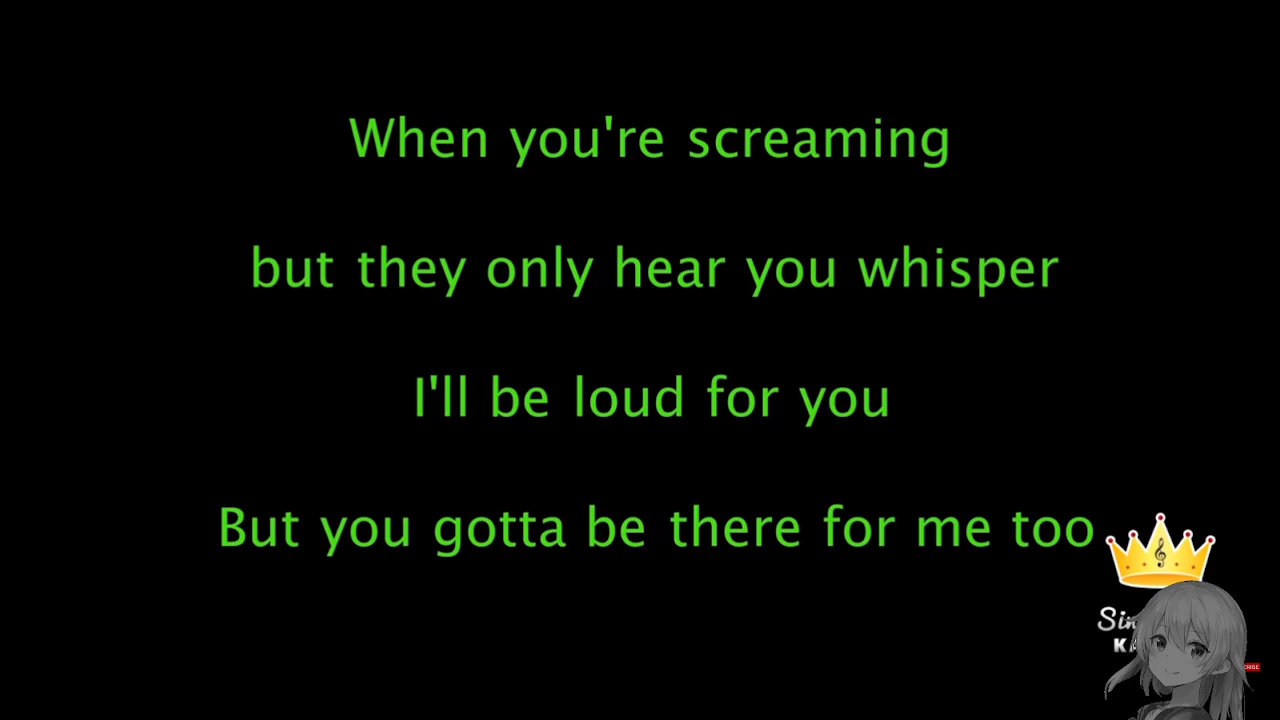 When you're screaming
but they only hear you whisper
I'll be loud for you
But you gotta be there for me too